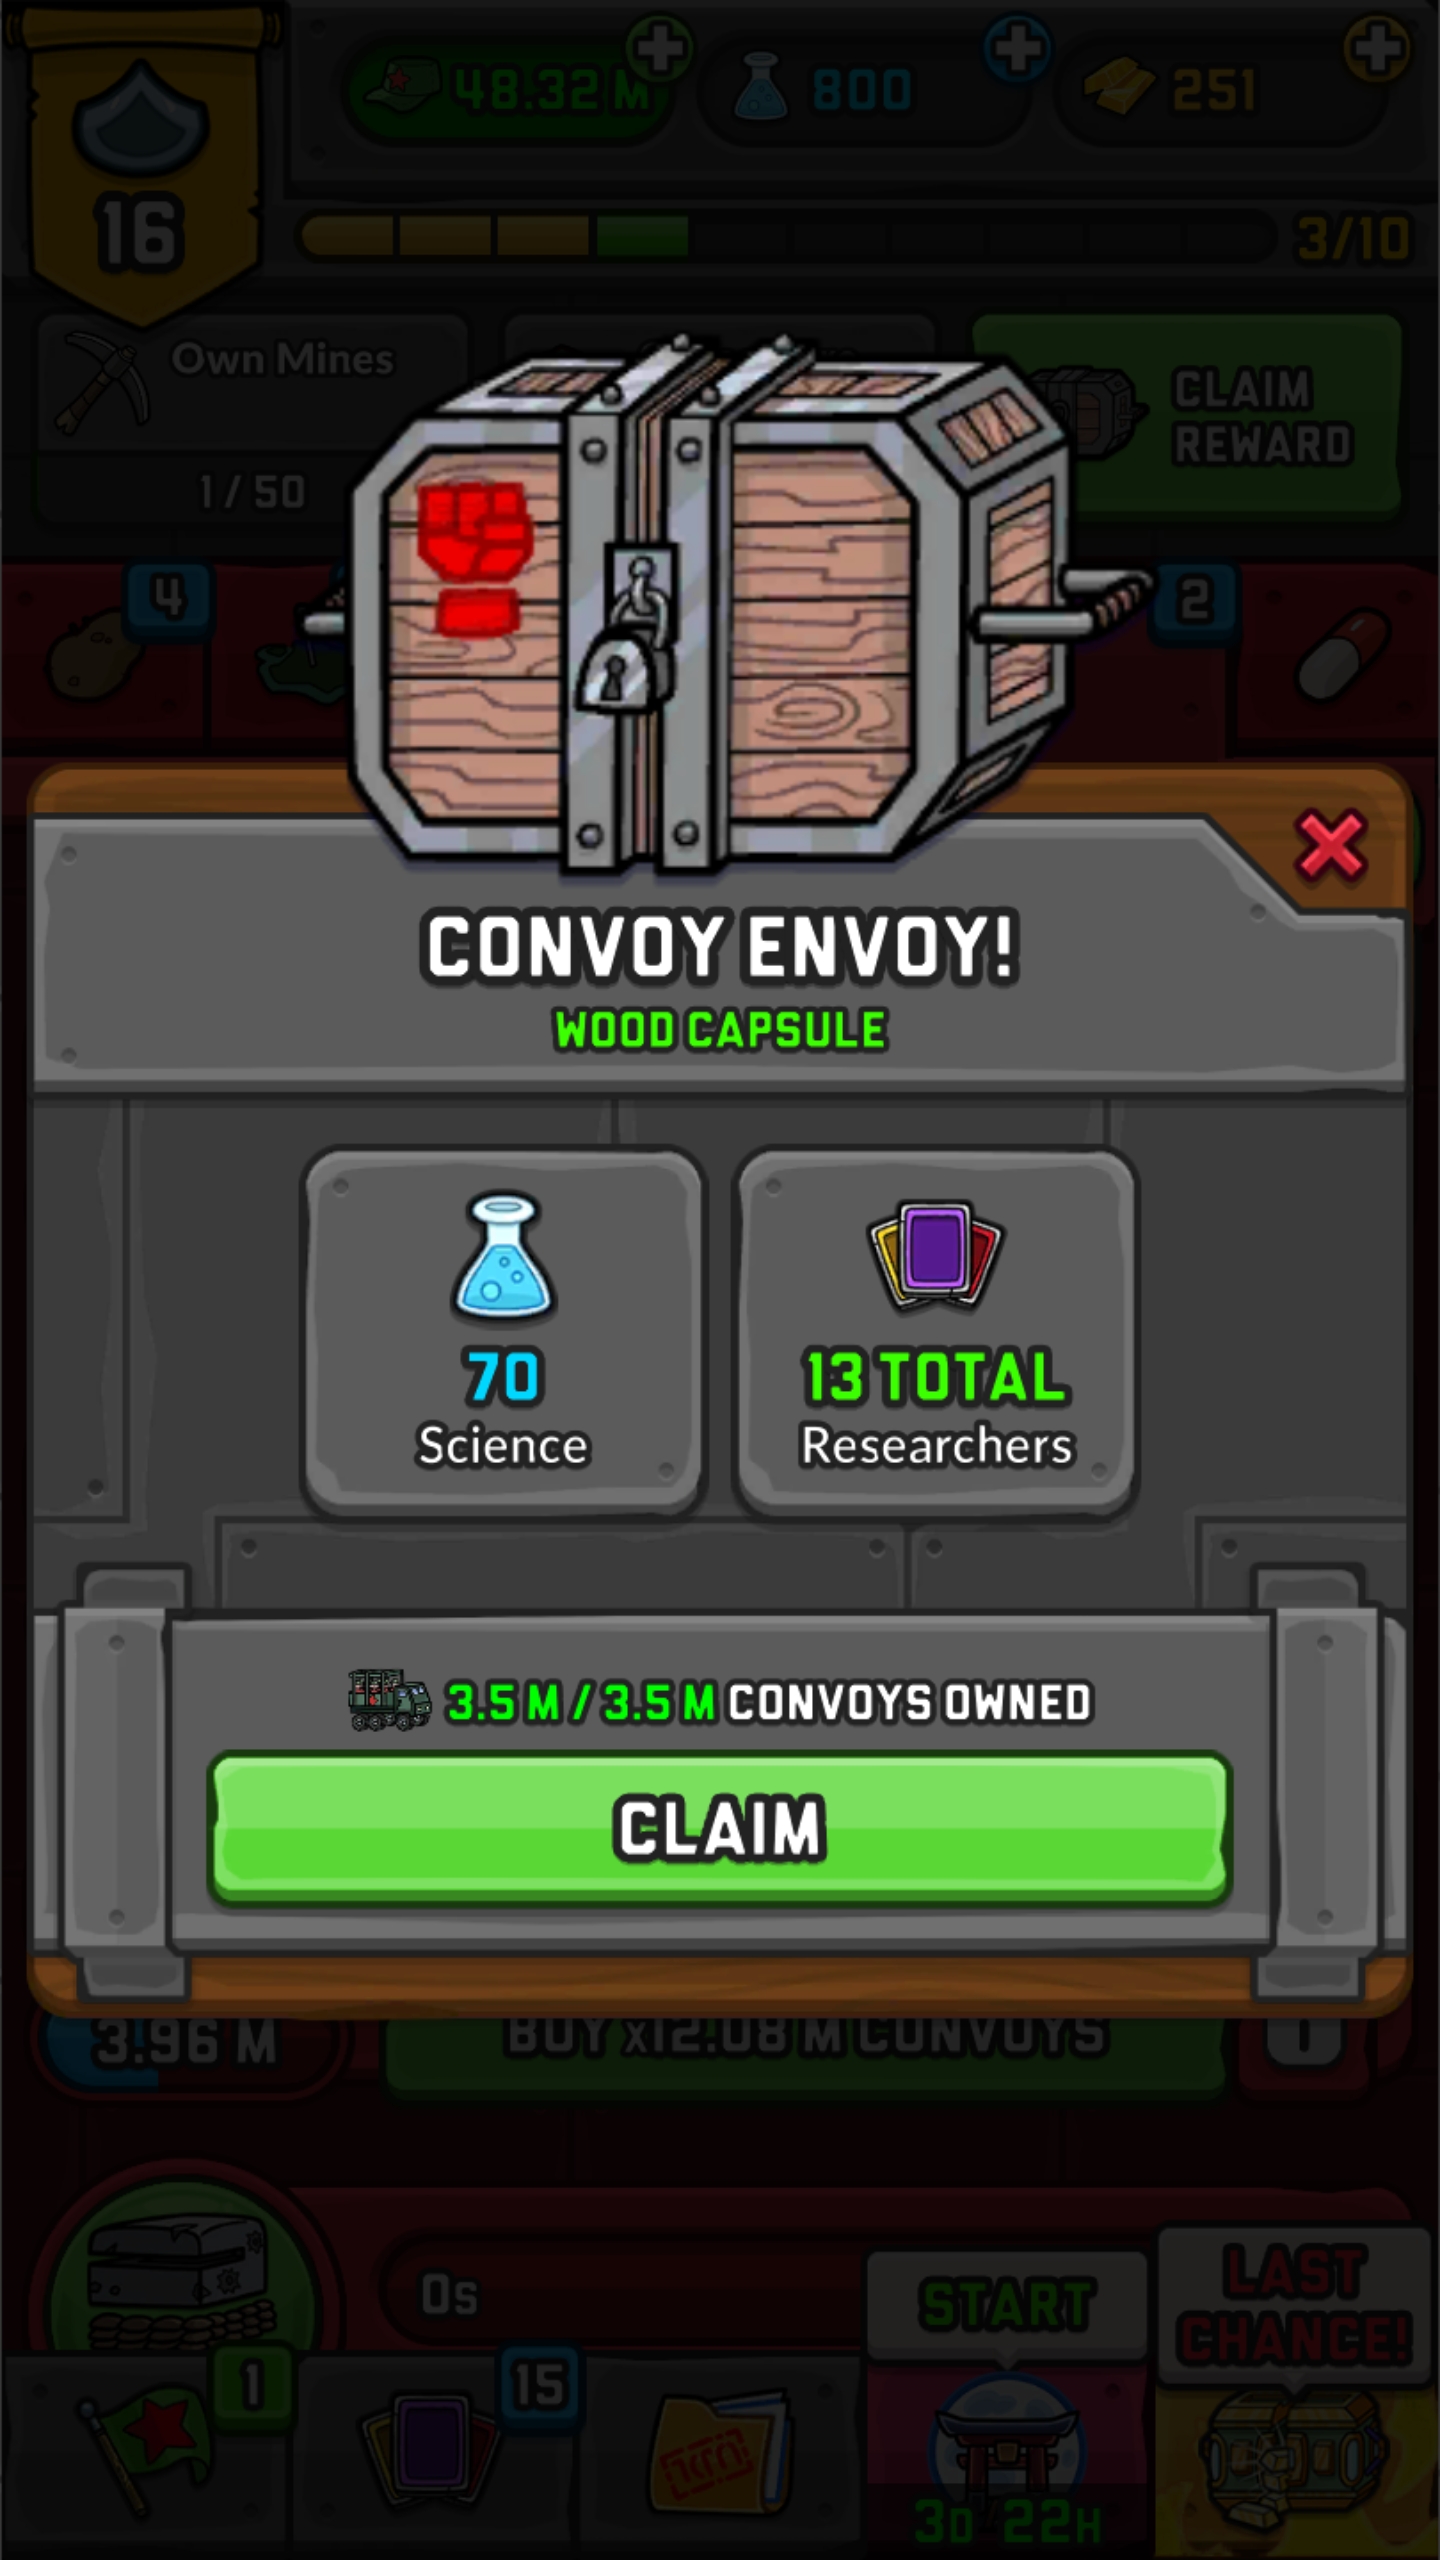 48.32 M
800
251
16
3/10
Own Mines
1 / 50
CLAIM
REWARD
4
2
CONVOY ENVOY!
WOOD CAPSULE
70
Science
13 TOTAL
Researchers
3.5 M / 3.5 M CONVOYS OWNED
CLAIM
3.96 M
BUY x12.08 M CONVOYS
0s
START
LAST
CHANCE!
1
15
3D 22H